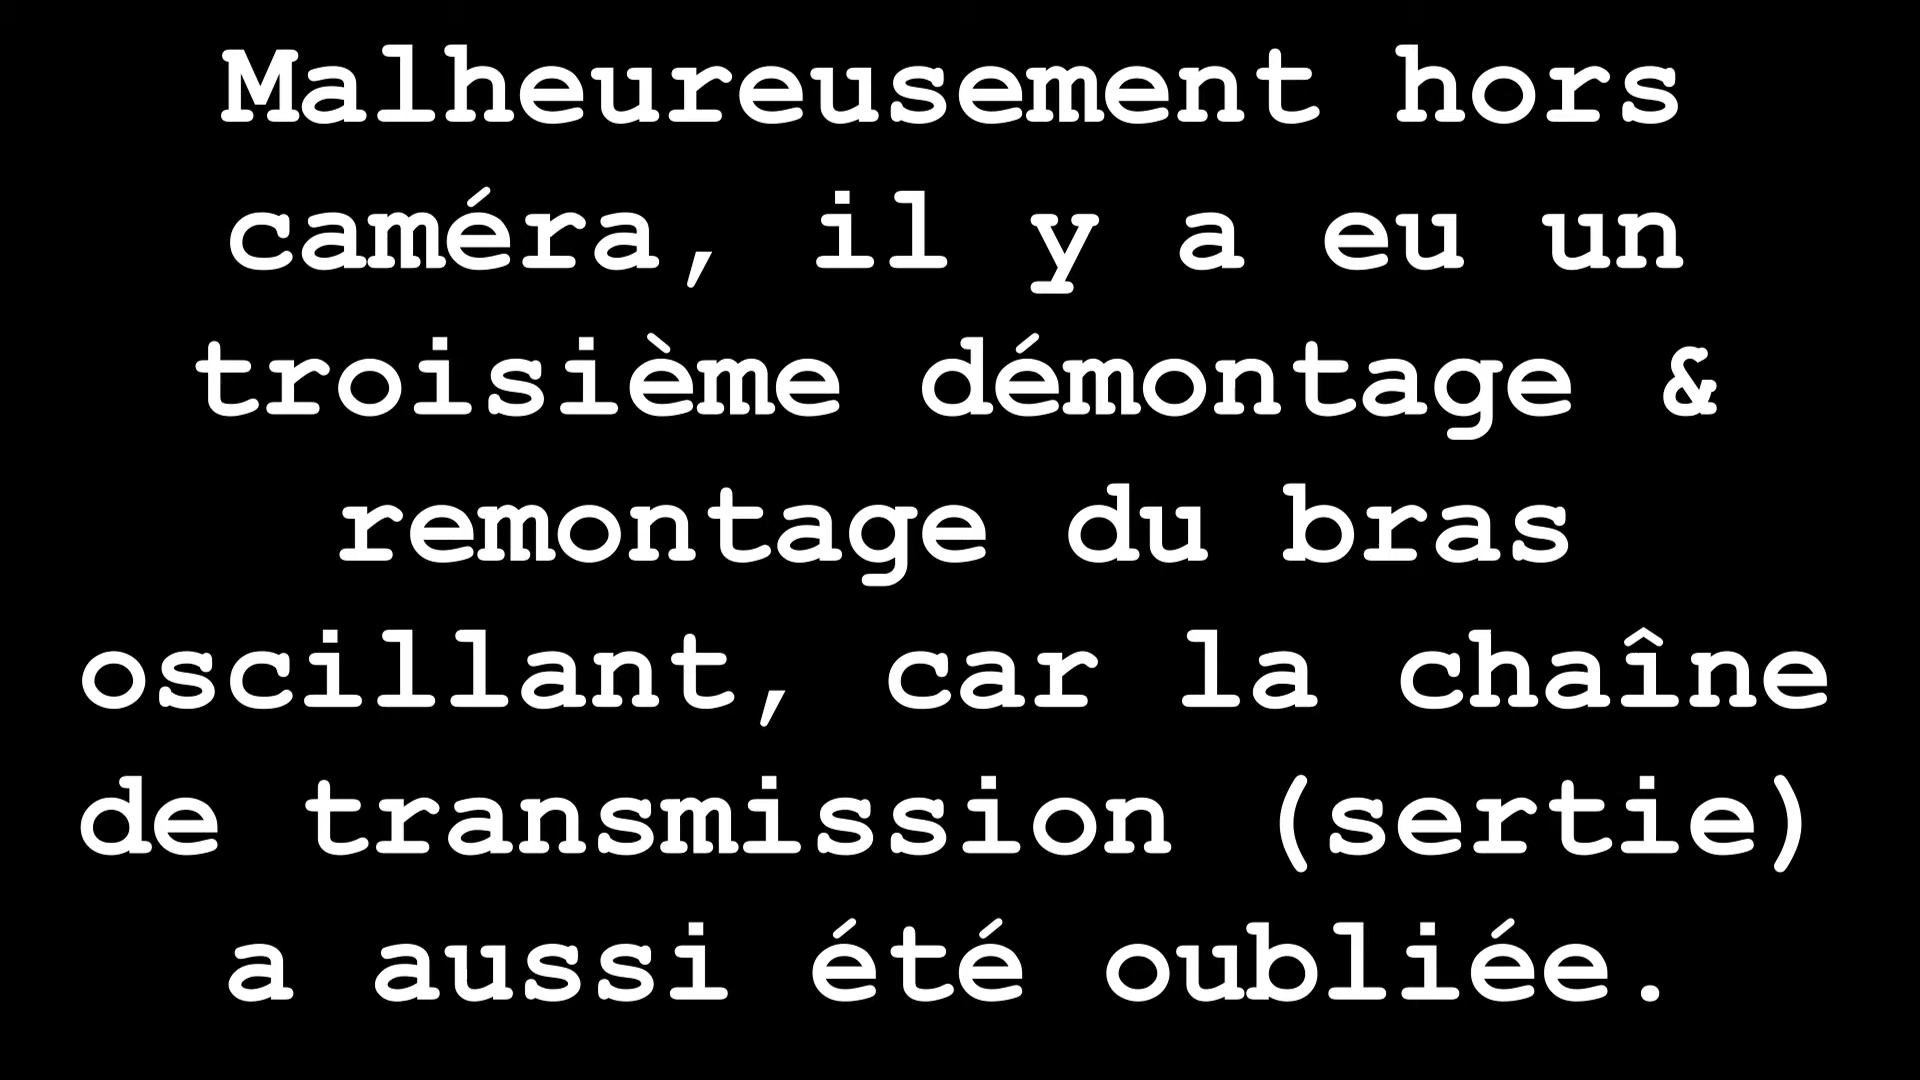 Malheureusement hors
caméra, il y a eu un
troisième démontage &
remontage du bras
oscillant, car la chaîne
de transmission (sertie)
a aussi été oubliée.